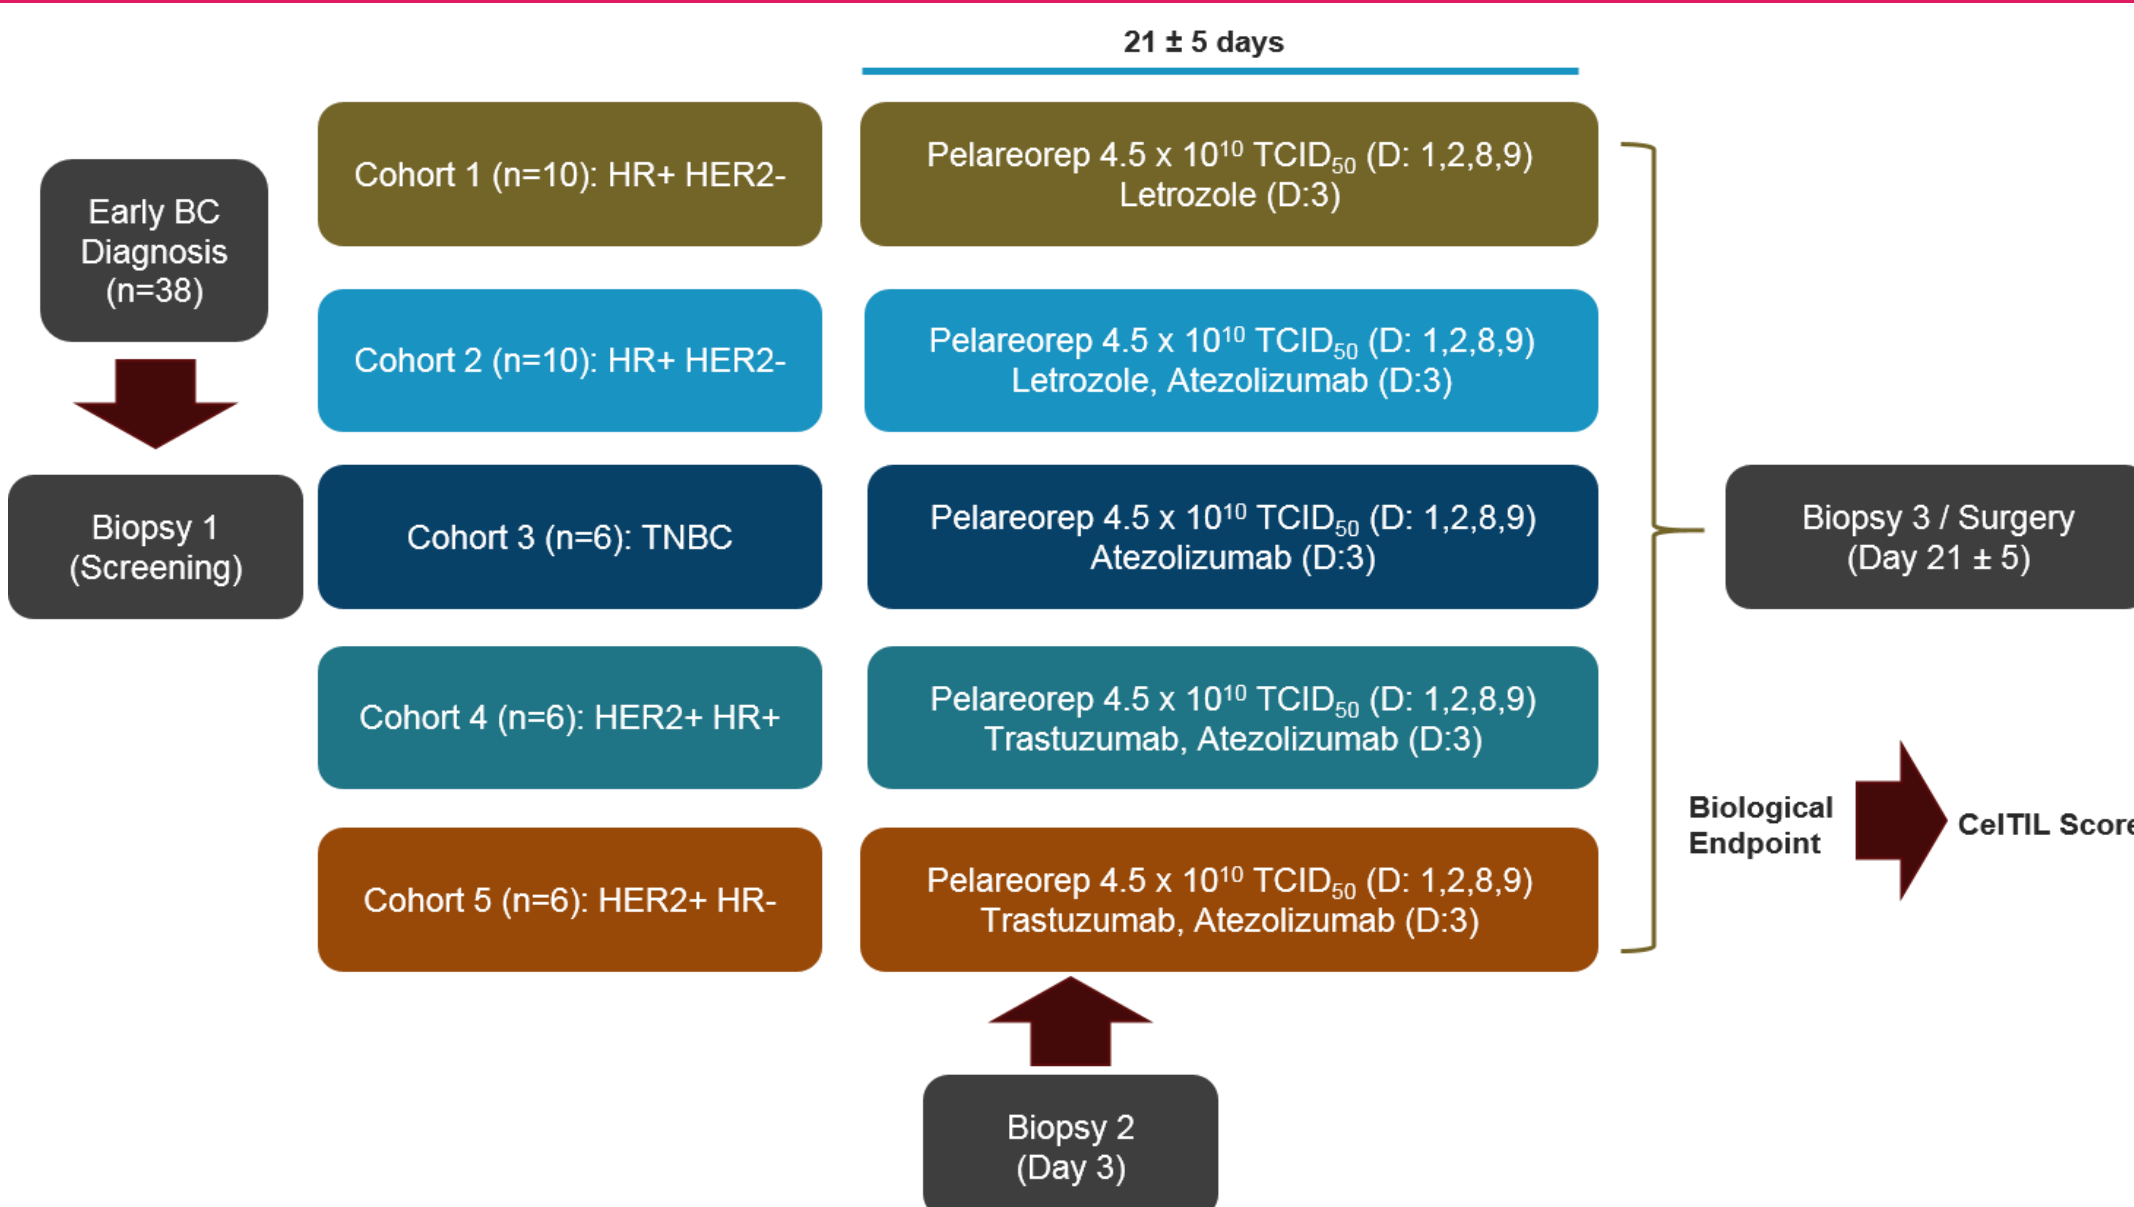 21 ± 5 days
Early BC
Diagnosis
(n=38)
Biopsy 1
(Screening)
Cohort 1 (n=10): HR+ HER2-
Pelareorep 4.5 x 10¹⁰ TCID₅₀ (D: 1,2,8,9)
Letrozole (D:3)
Cohort 2 (n=10): HR+ HER2-
Pelareorep 4.5 x 10¹⁰ TCID₅₀ (D: 1,2,8,9)
Letrozole, Atezolizumab (D:3)
Cohort 3 (n=6): TNBC
Pelareorep 4.5 x 10¹⁰ TCID₅₀ (D: 1,2,8,9)
Atezolizumab (D:3)
Cohort 4 (n=6): HER2+ HR+
Pelareorep 4.5 x 10¹⁰ TCID₅₀ (D: 1,2,8,9)
Trastuzumab, Atezolizumab (D:3)
Cohort 5 (n=6): HER2+ HR-
Pelareorep 4.5 x 10¹⁰ TCID₅₀ (D: 1,2,8,9)
Trastuzumab, Atezolizumab (D:3)
Biopsy 2
(Day 3)
Biopsy 3 / Surgery
(Day 21 ± 5)
Biological
Endpoint
CelTIL Score